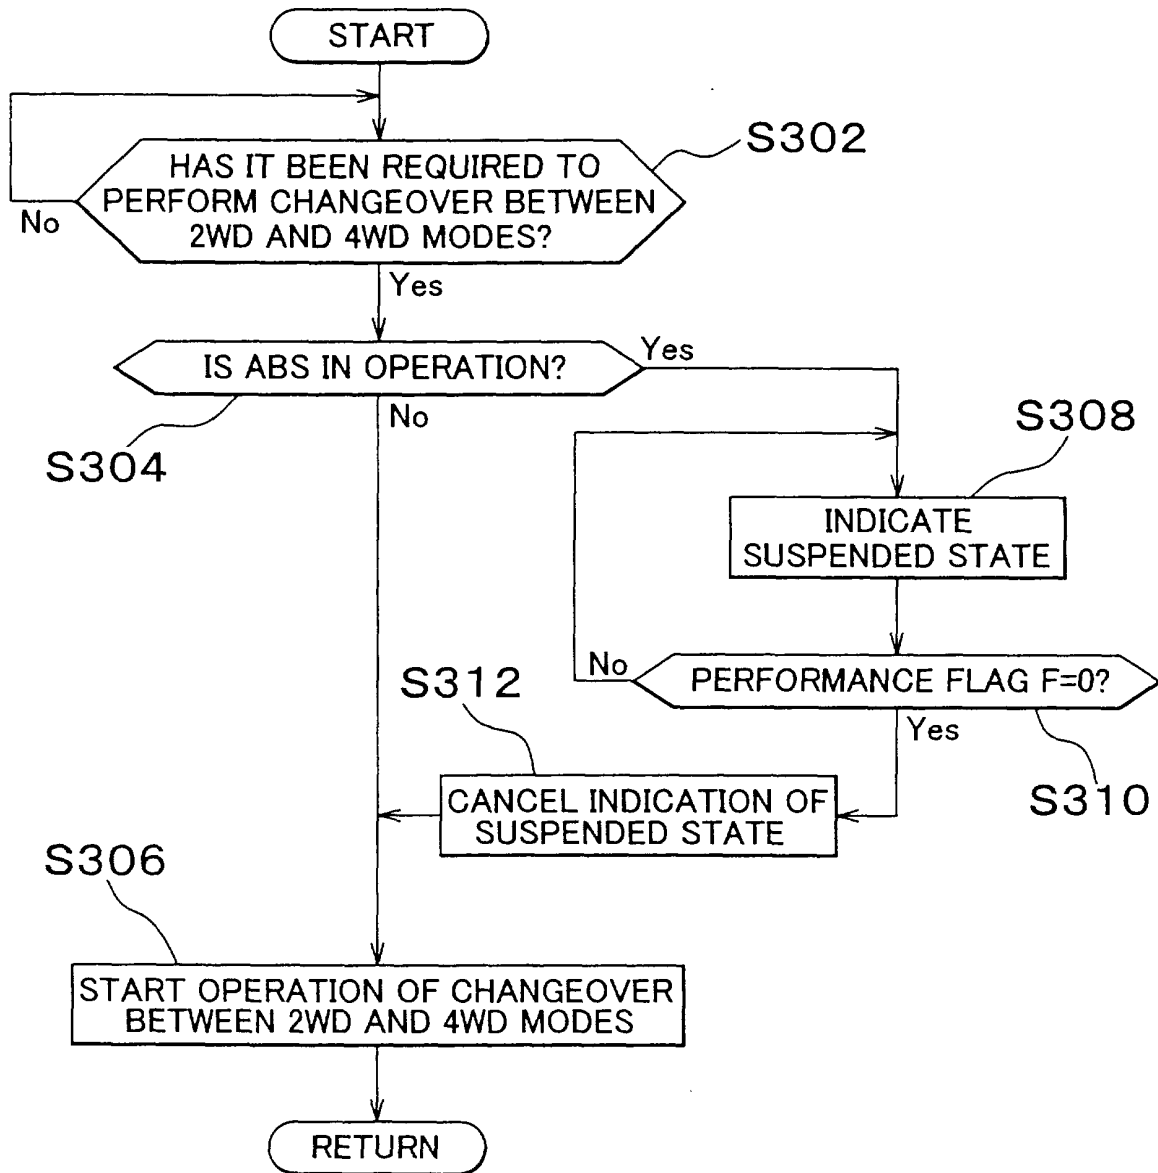 START
S302
HAS IT BEEN REQUIRED TO
PERFORM CHANGEOVER BETWEEN
2WD AND 4WD MODES?
No
Yes
IS ABS IN OPERATION?
Yes
No
S304
S308
INDICATE
SUSPENDED STATE
No
PERFORMANCE FLAG F=0?
S312
Yes
S310
CANCEL INDICATION OF
SUSPENDED STATE
S306
START OPERATION OF CHANGEOVER
BETWEEN 2WD AND 4WD MODES
RETURN